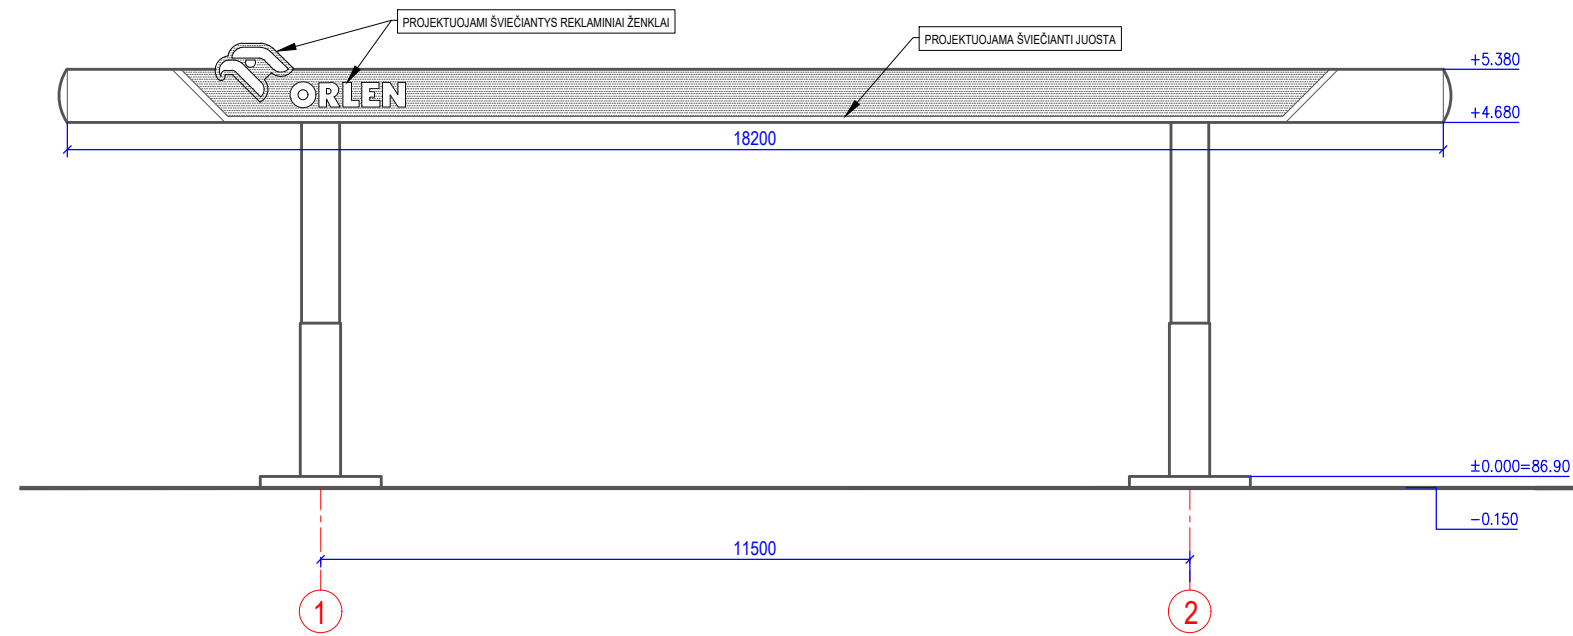 PROJEKTUOJAMI ŠVIEČIANTYS REKLAMINIAI ŽENKLAI
PROJEKTUOJAMA ŠVIEČIANTI JUOSTA
+5.380
ORLEN
+4.680
18200
±0.000=86.90
-0.150
11500
1
2